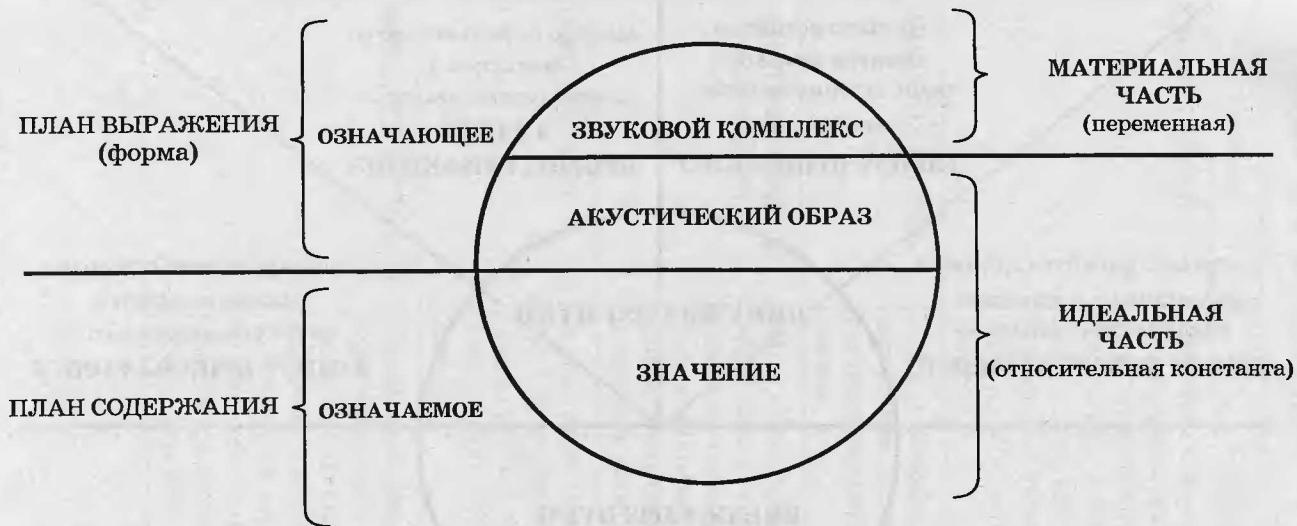 МАТЕРИАЛЬНАЯ
ЧАСТЬ
(переменная)
ПЛАН ВЫРАЖЕНИЯ
(форма)
ОЗНАЧАЮЩЕЕ
ЗВУКОВОЙ КОМПЛЕКС
АКУСТИЧЕСКИЙ ОБРАЗ
ИДЕАЛЬНАЯ
ЧАСТЬ
(относительная константа)
ЗНАЧЕНИЕ
ПЛАН СОДЕРЖАНИЯ
ОЗНАЧАЕМОЕ